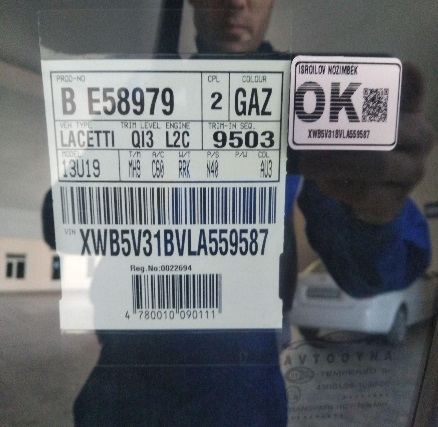 PROD-NO CPL COLOUR
B E58979 2 GAZ
VEH TYPE TRIM LEVEL ENGINE TRIM-IN SEQ.
LACETTI QI3 L2C 9503
MODEL T/M A/C W/T P/S P/W COL
13U19 MH9 C60 RRK N40 AU3
VIN XWB5V31BVLA559587
Reg.No:0022694
4 780010 090111
ISROILOV NOZIMBEK
OK
XWB5V31BVLA559587
AVTOOYNA